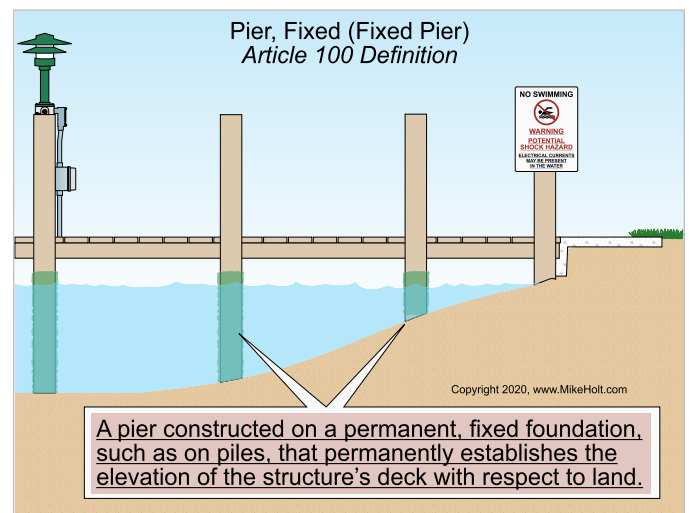 Pier, Fixed (Fixed Pier)
Article 100 Definition
NO SWIMMING
WARNING
POTENTIAL
SHOCK HAZARD
ELECTRICAL CURRENTS
MAY BE PRESENT
IN THE WATER
Copyright 2020, www.MikeHolt.com
A pier constructed on a permanent, fixed foundation,
such as on piles, that permanently establishes the
elevation of the structure's deck with respect to land.